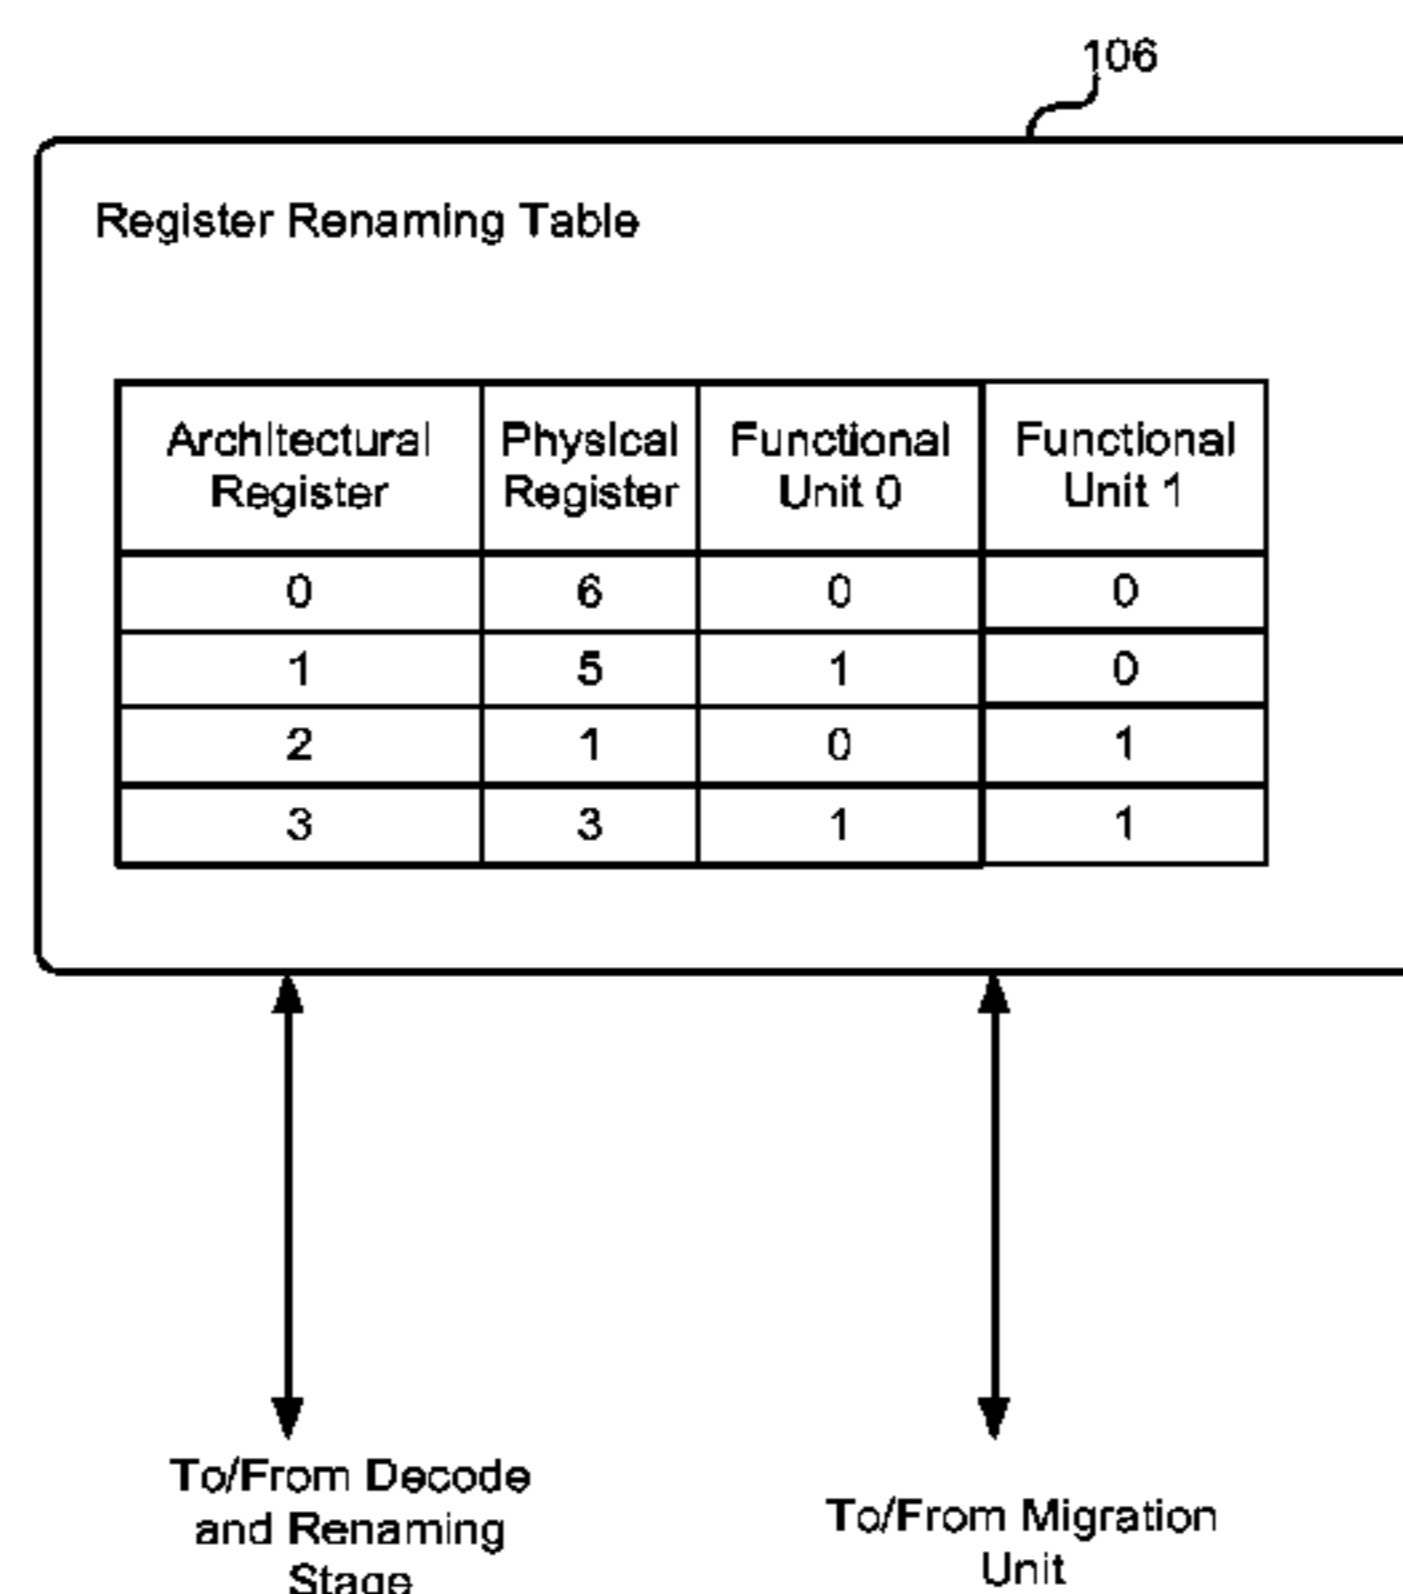 106
Register Renaming Table
Architectural Register | Physical Register | Functional Unit 0 | Functional Unit 1
0 | 6 | 0 | 0
1 | 5 | 1 | 0
2 | 1 | 0 | 1
3 | 3 | 1 | 1
To/From Decode
and Renaming
Stage
To/From Migration
Unit